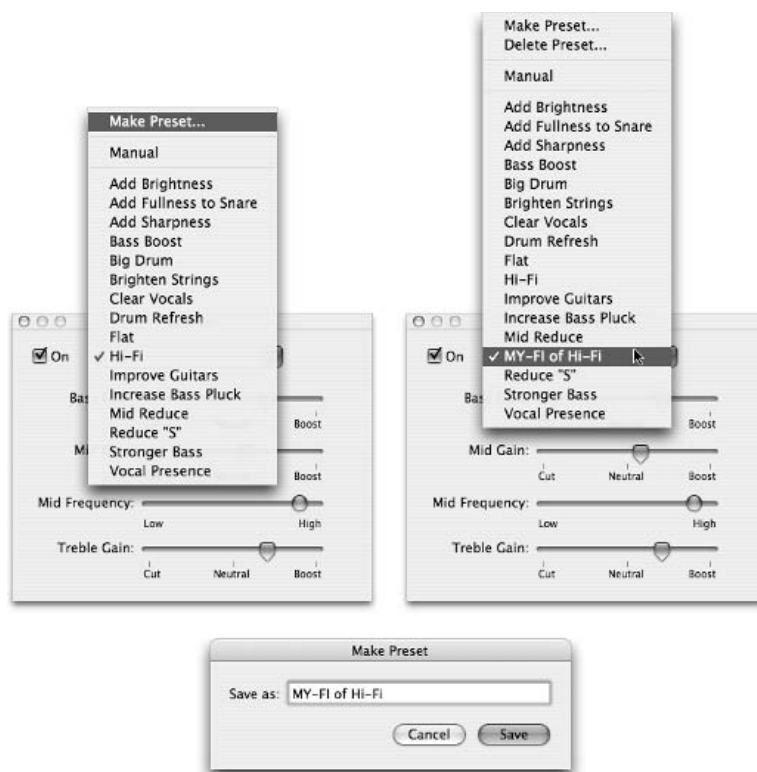 Make Preset...
Manual
Add Brightness
Add Fullness to Snare
Add Sharpness
Bass Boost
Big Drum
Brighten Strings
Clear Vocals
Drum Refresh
Flat
✓ Hi-Fi
Improve Guitars
Increase Bass Pluck
Mid Reduce
Reduce "S"
Stronger Bass
Vocal Presence
On
Bas
Boost
Mi
Boost
Mid Frequency:
Low High
Treble Gain:
Cut Neutral Boost
Make Preset...
Delete Preset...
Manual
Add Brightness
Add Fullness to Snare
Add Sharpness
Bass Boost
Big Drum
Brighten Strings
Clear Vocals
Drum Refresh
Flat
Hi-Fi
Improve Guitars
Increase Bass Pluck
Mid Reduce
✓ MY-FI of Hi-Fi
Reduce "S"
Stronger Bass
Vocal Presence
On
Bas
Boost
Mid Gain:
Cut Neutral Boost
Mid Frequency:
Low High
Treble Gain:
Cut Neutral Boost
Make Preset
Save as: MY-FI of Hi-Fi
Cancel Save